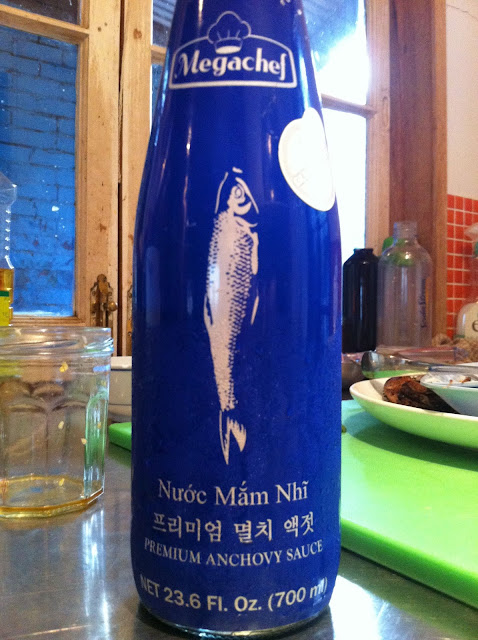 Megachef
Nước Mắm Nhĩ
프리미엄 멸치 액젓
PREMIUM ANCHOVY SAUCE
NET 23.6 Fl. Oz. (700 ml)